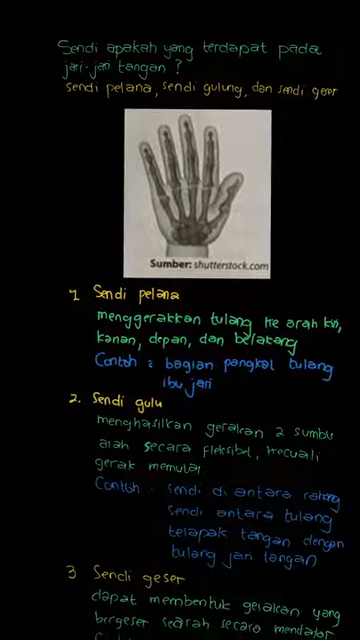 Sendi apakah yang terdapat pada
jari-jari tangan ?
sendi pelana, sendi gulung, dan sendi geser
Sumber: shutterstock.com
1. Sendi pelana
menggerakkan tulang ke arah kiri,
kanan, depan, dan belakang
Contoh : bagian pangkal tulang
ibu jari
2. Sendi gulu
menghasilkan gerakan 2 sumbu
arah secara fleksibel, kecuali
gerak memutar
Contoh - sendi di antara rahang
sendi antara tulang
telapak tangan dengan
tulang jari tangan
3 Sendi geser
dapat membentuk gerakan yang
bergeser searah secara mendatar